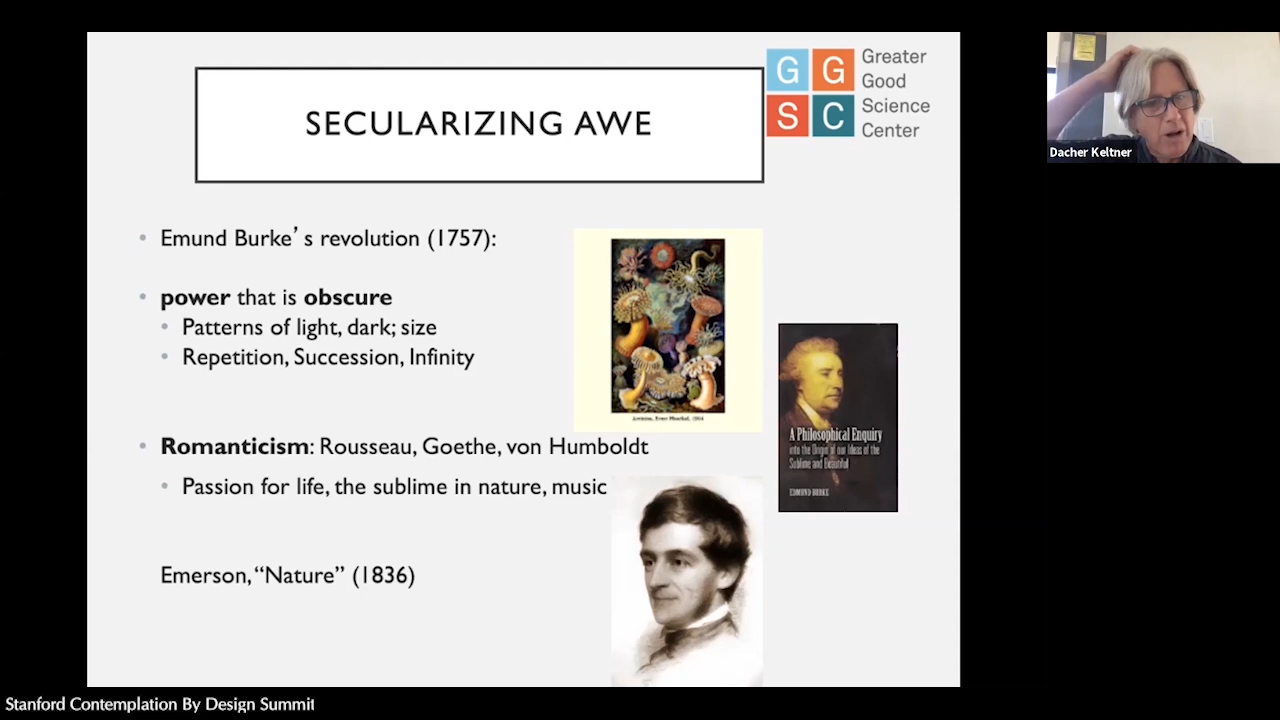 SECULARIZING AWE
G G
S C
Greater
Good
Science
Center
Dacher Keltner
• Emund Burke’s revolution (1757):
• power that is obscure
• Patterns of light, dark; size
• Repetition, Succession, Infinity
• Romanticism: Rousseau, Goethe, von Humboldt
• Passion for life, the sublime in nature, music
Emerson, “Nature” (1836)
A Philosophical Enquiry
into the Origin of our Ideas of the
Sublime and Beautiful
EDMUND BURKE
Stanford Contemplation By Design Summit